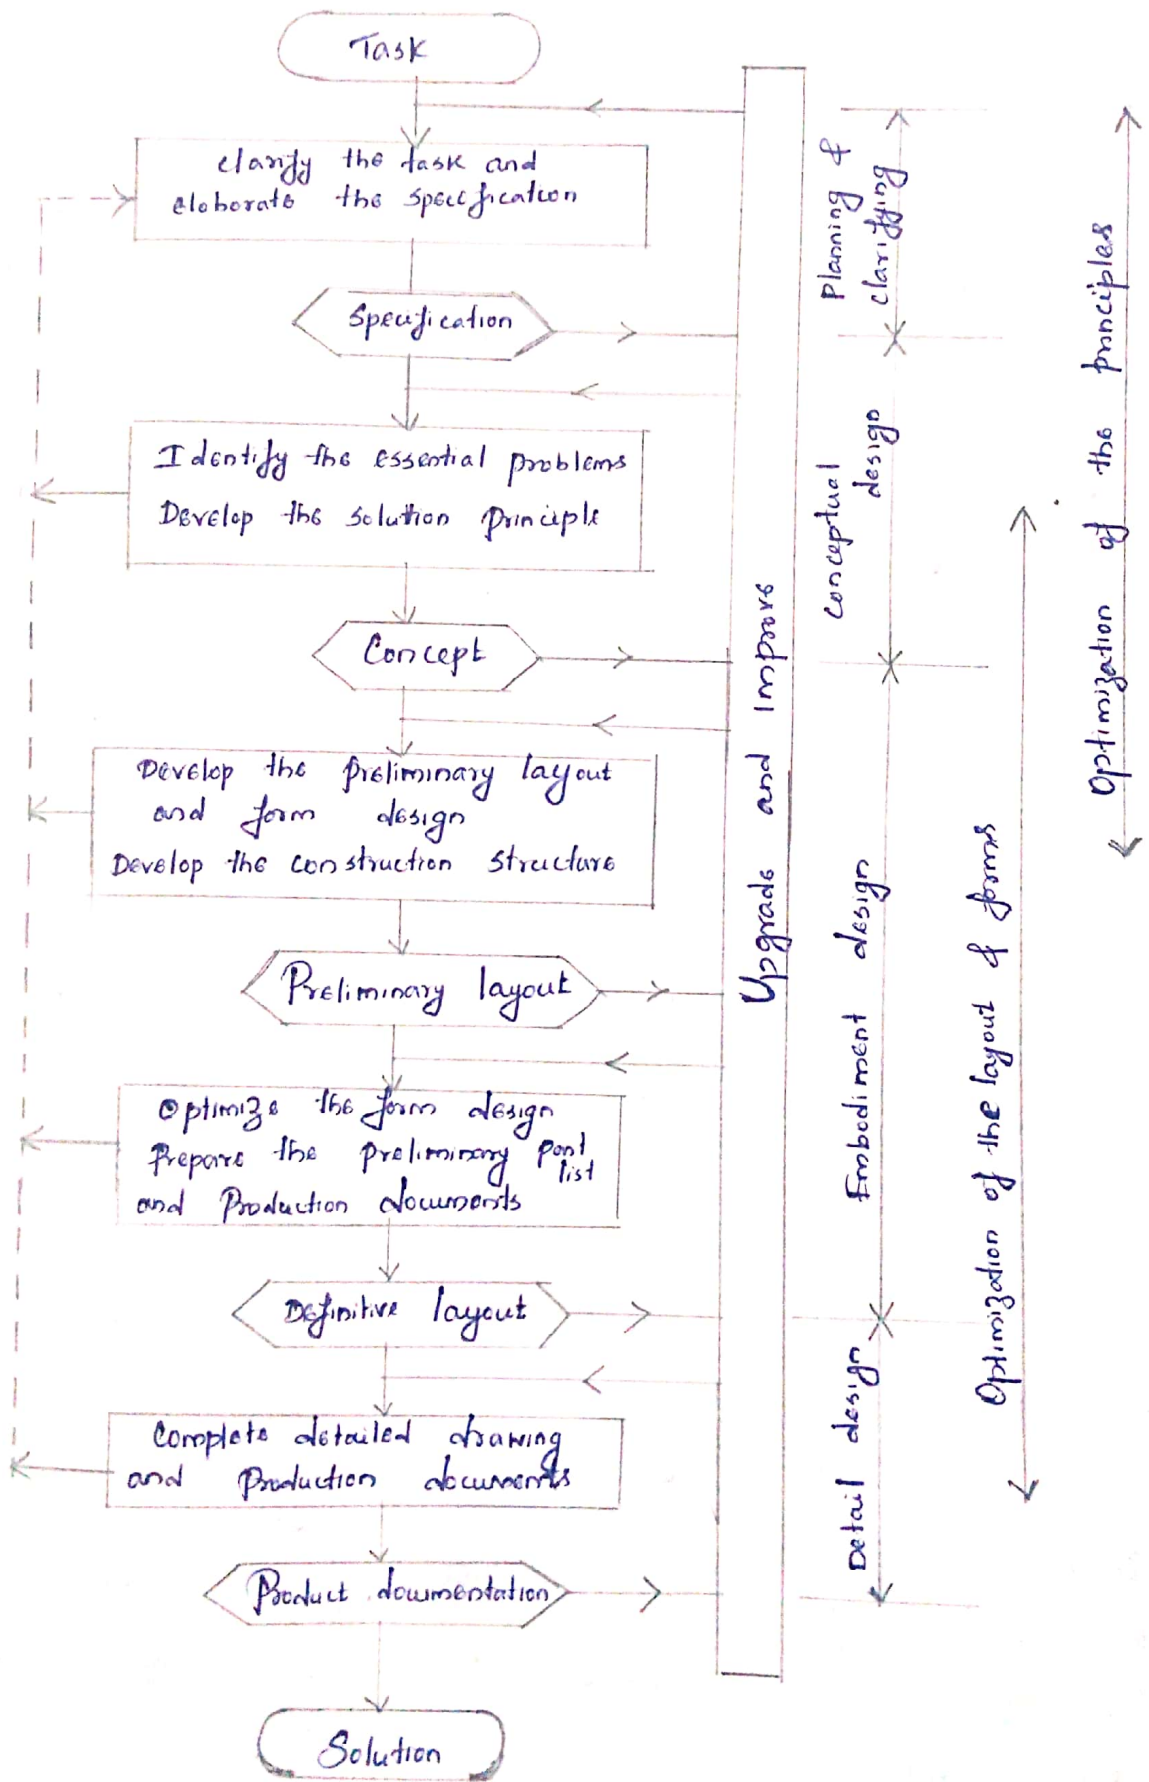 Task
clarify the task and
eloborate the specification
Specification
Identify the essential problems
Develop the solution principle
Concept
Develop the preliminary layout
and form design
Develop the construction structure
Preliminary layout
Optimize the form design
Prepare the preliminary part
list
and Production documents
Definitive layout
Complete detailed drawing
and Production documents
Product documentation
Solution
Upgrade and Improve
Planning &
clarifying
Conceptual
design
Embodiment design
Detail design
Optimization of the layout & forms
Optimization of the principles